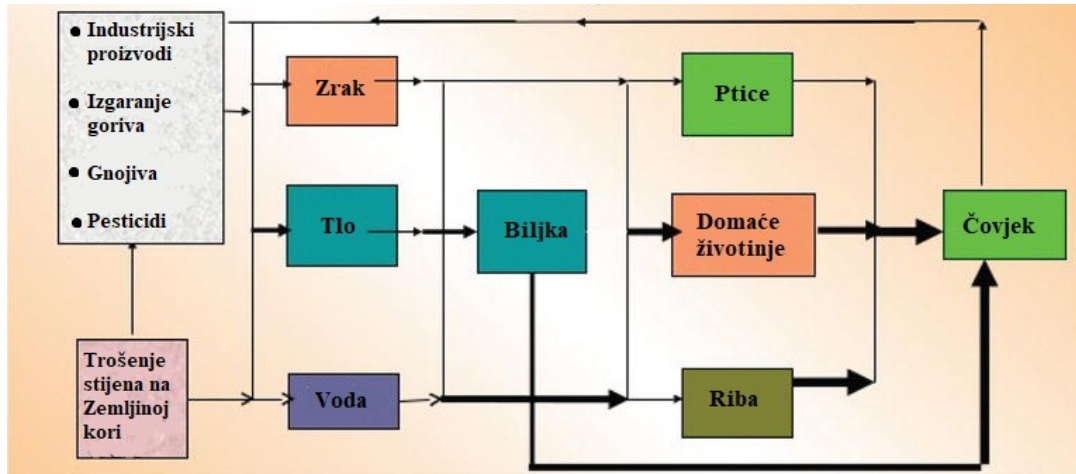 Industrijski
proizvodi
Izgaranje
goriva
Gnojiva
Pesticidi
Trošenje
stijena na
Zemljinoj
kori
Zrak
Tlo
Voda
Biljka
Ptice
Domaće
životinje
Riba
Čovjek